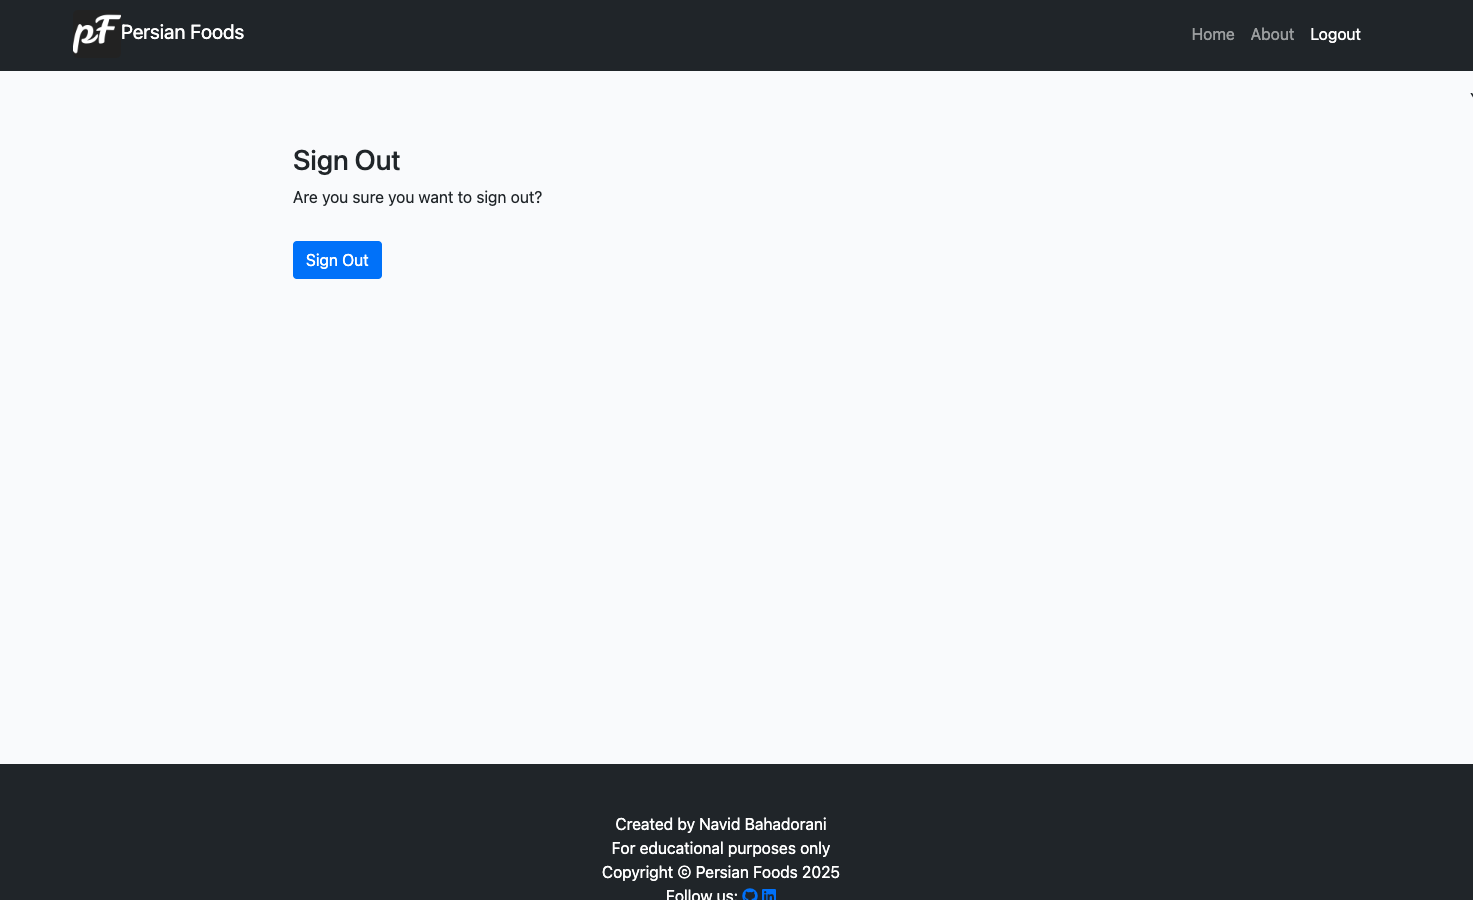 pF Persian Foods
Home About Logout
Sign Out
Are you sure you want to sign out?
Sign Out
Created by Navid Bahadorani
For educational purposes only
Copyright © Persian Foods 2025
Follow us: